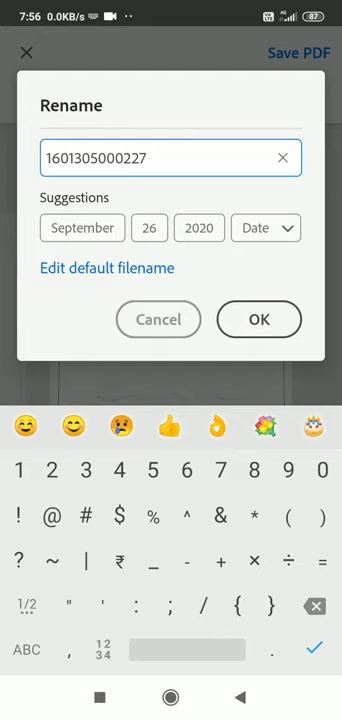 7:56 0.0KB/s 4G 87
Save PDF
Rename
1601305000227
Suggestions
September 26 2020 Date
Edit default filename
Cancel OK
1 2 3 4 5 6 7 8 9 0
! @ # $ % ^ & * ( )
? ~ | ₹ _ - + × ÷ =
1/2 " ' : ; / { }
ABC , 12 34 .